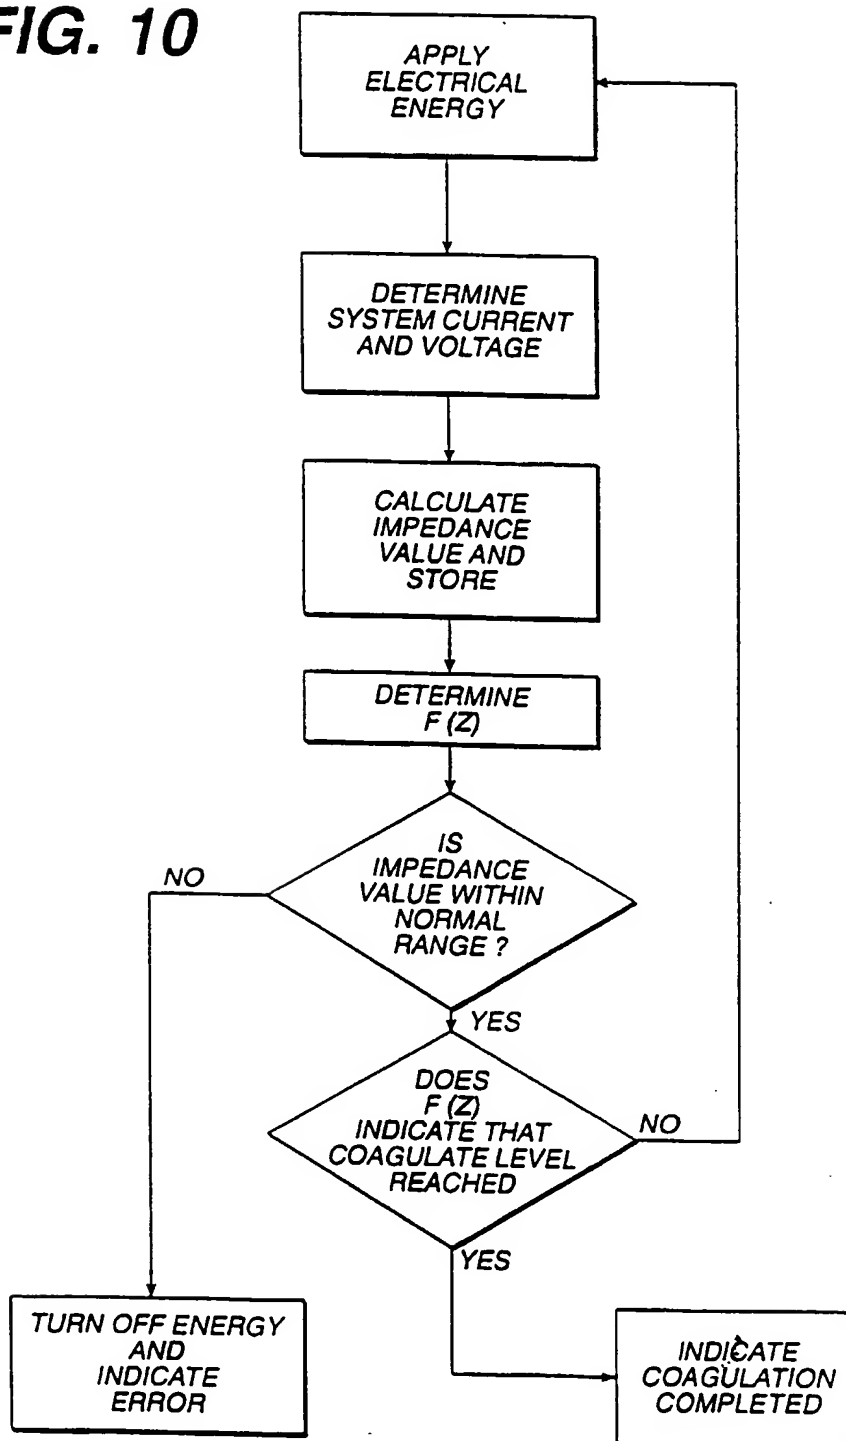 FIG. 10
APPLY
ELECTRICAL
ENERGY
DETERMINE
SYSTEM CURRENT
AND VOLTAGE
CALCULATE
IMPEDANCE
VALUE AND
STORE
DETERMINE
F (Z)
IS
IMPEDANCE
VALUE WITHIN
NORMAL
RANGE ?
NO
YES
DOES
F (Z)
INDICATE THAT
COAGULATE LEVEL
REACHED
NO
YES
TURN OFF ENERGY
AND
INDICATE
ERROR
INDICATE
COAGULATION
COMPLETED